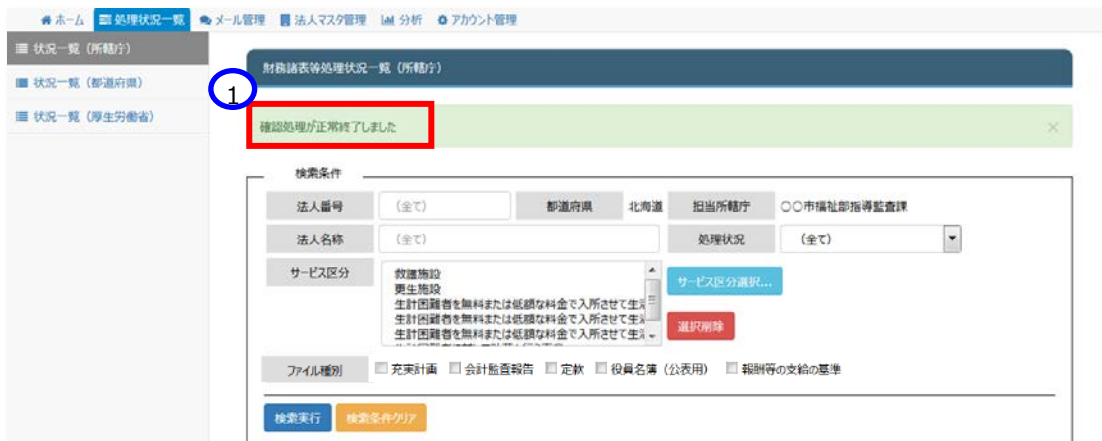 ホーム 処理状況一覧 メール管理 法人マスタ管理 分析 アカウント管理
状況一覧（所轄庁）
状況一覧（都道府県）
状況一覧（厚生労働省）
財務諸表等処理状況一覧（所轄庁）
1
確認処理が正常終了しました ×
検索条件
法人番号 （全て） 都道府県 北海道 担当所轄庁 〇〇市福祉部指導監査課
法人名称 （全て） 処理状況 （全て）
サービス区分 救護施設
更生施設
生計困難者を無料または低額な料金で入所させて生活
生計困難者を無料または低額な料金で入所させて生活
生計困難者を無料または低額な料金で入所させて生活
サービス区分選択...
選択削除
ファイル種別 充実計画 会計監査報告 定款 役員名簿（公表用） 報酬等の支給の基準
検索実行 検索条件クリア